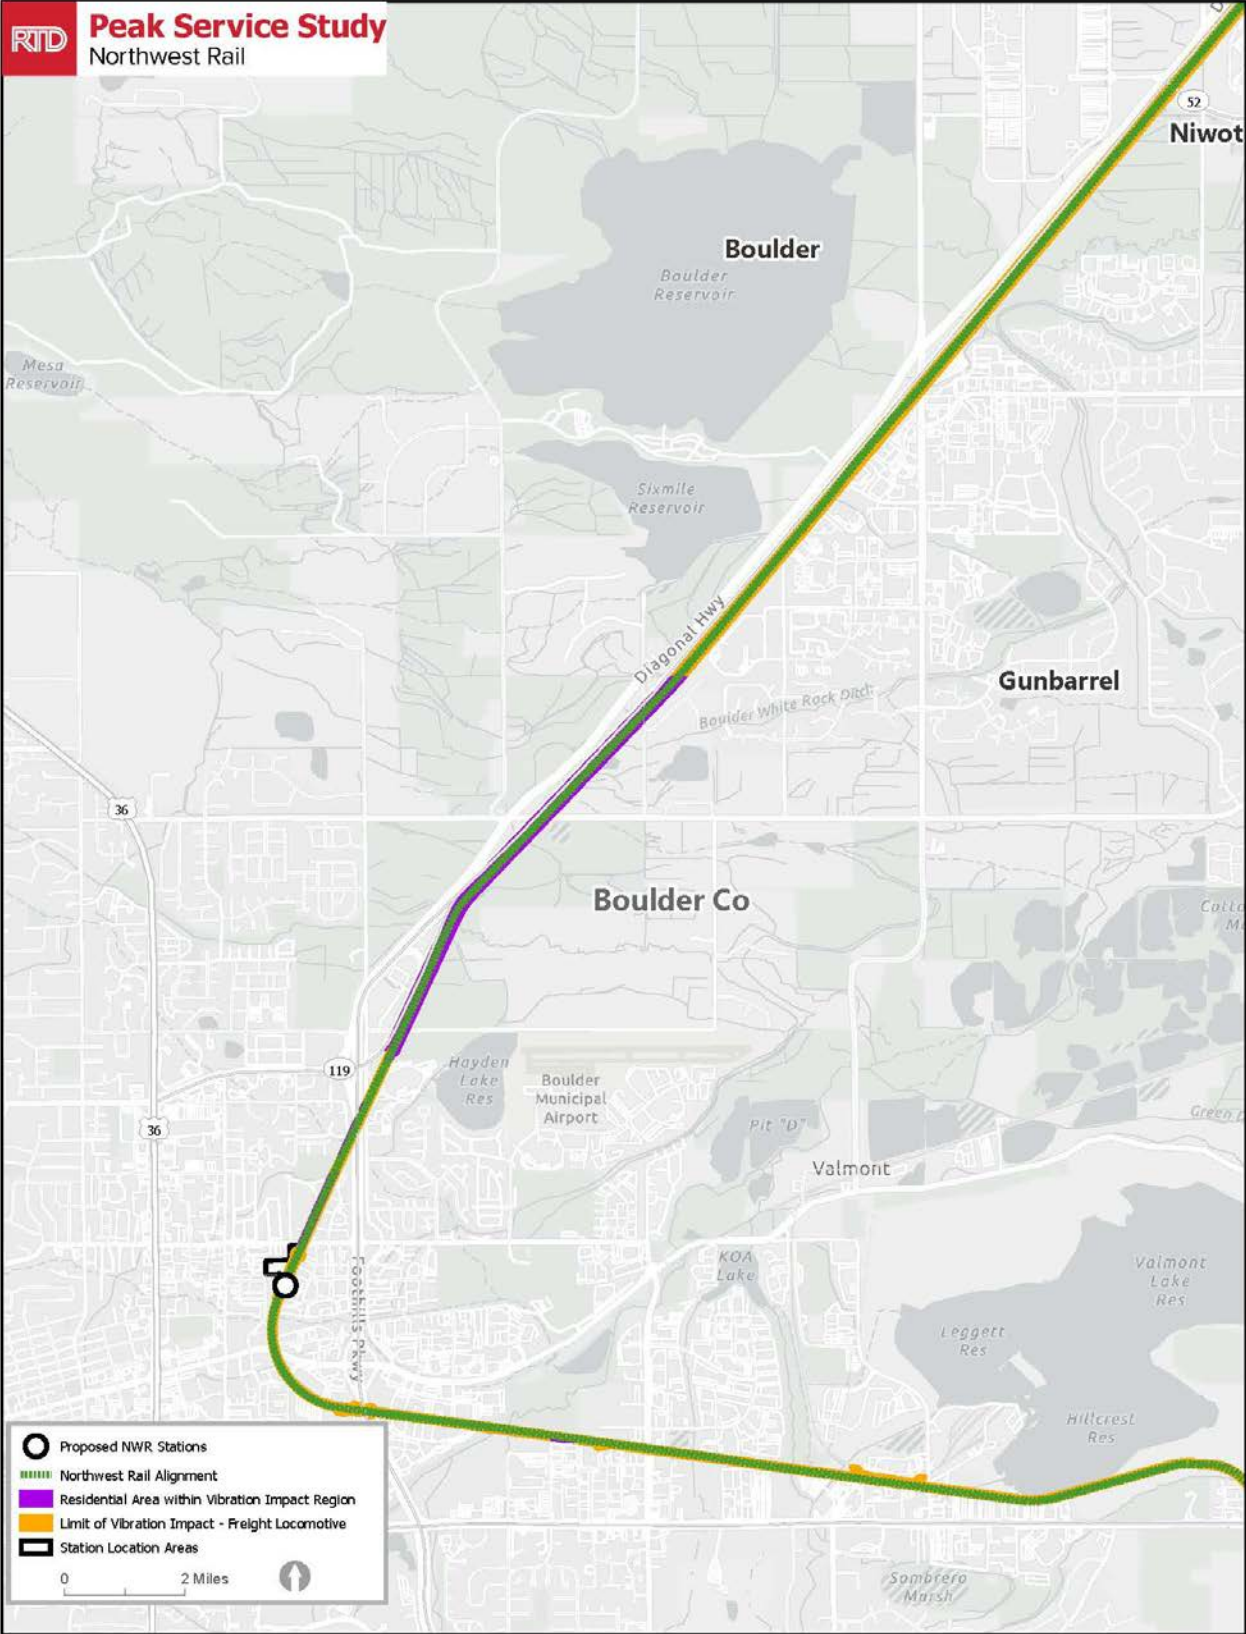 RTD
Peak Service Study
Northwest Rail
52
Niwot
Boulder
Boulder
Reservoir
Mesa
Reservoir
Sixmile
Reservoir
Diagonal Hwy
Gunbarrel
Boulder White Rock Ditch
36
Boulder Co
119
Hayden
Lake
Res
Boulder
Municipal
Airport
36
Pit "D"
Green
Valmont
KOA
Lake
Valmont
Lake
Res
Foothills Pkwy
Leggett
Res
Hillcrest
Res
Proposed NWR Stations
Northwest Rail Alignment
Residential Area within Vibration Impact Region
Limit of Vibration Impact - Freight Locomotive
Station Location Areas
0 2 Miles
Sombrero
Marsh